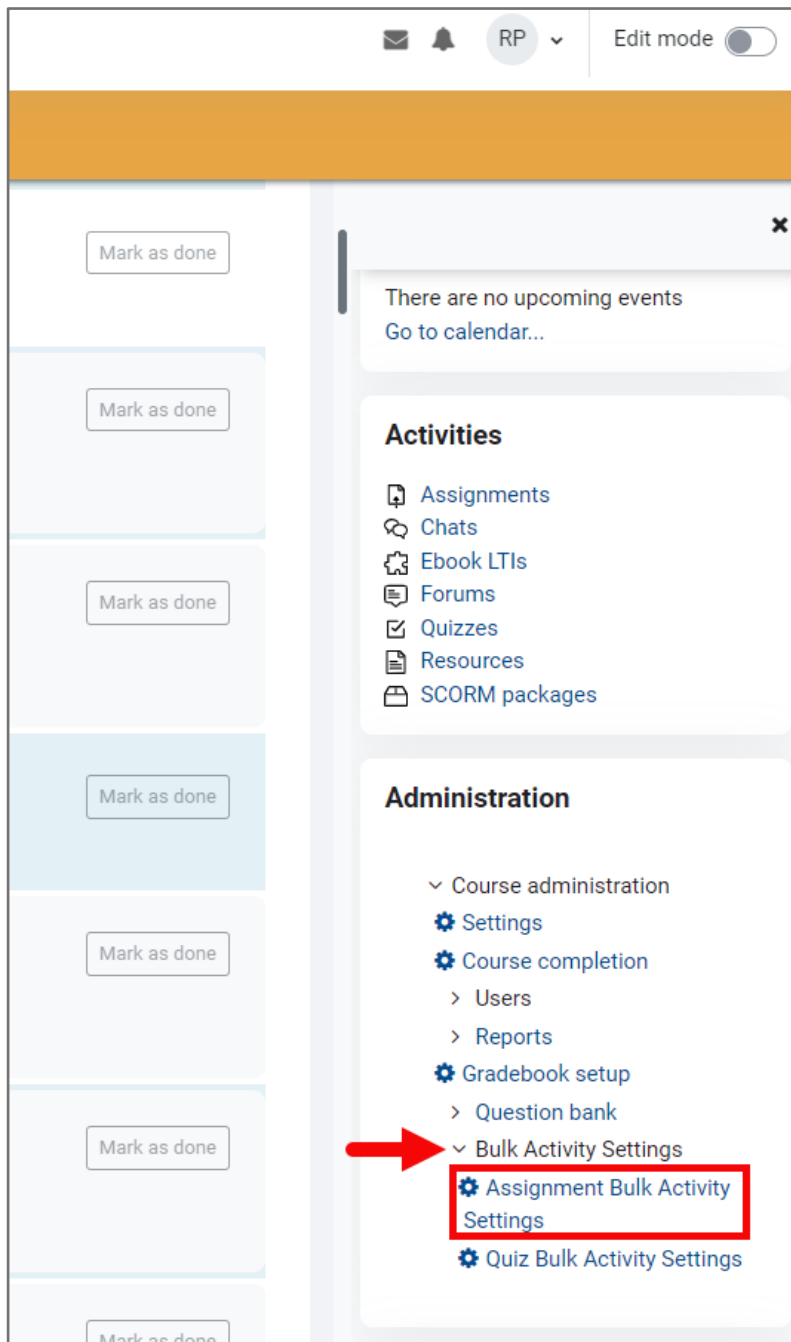 RP
Edit mode
Mark as done
There are no upcoming events
Go to calendar...
Mark as done
Activities
Assignments
Chats
Ebook LTIs
Mark as done
Forums
Quizzes
Resources
SCORM packages
Mark as done
Administration
Course administration
Settings
Mark as done
Course completion
Users
Reports
Gradebook setup
Question bank
Mark as done
Bulk Activity Settings
Assignment Bulk Activity
Settings
Quiz Bulk Activity Settings
Mark as done